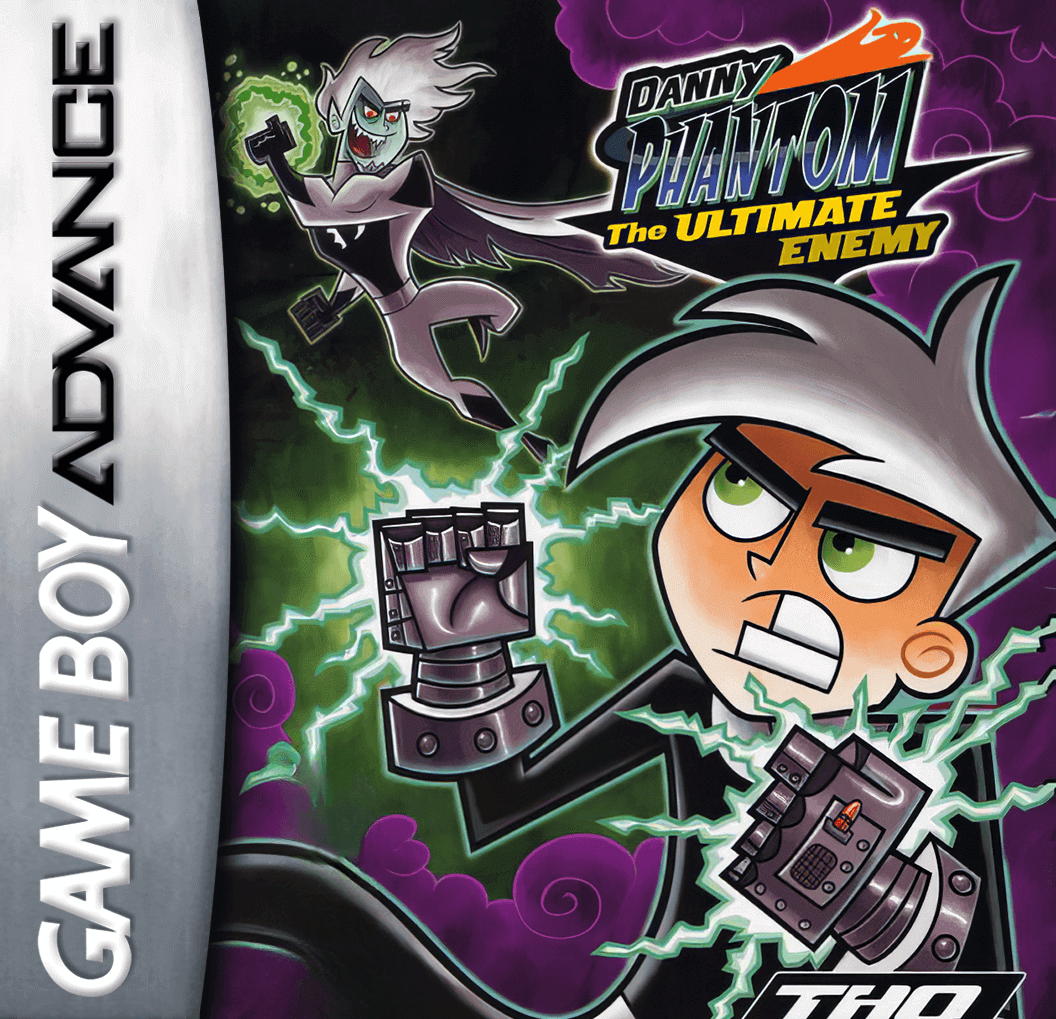 GAME BOY ADVANCE
DANNY
PHANTOM
The ULTIMATE
ENEMY
THQ